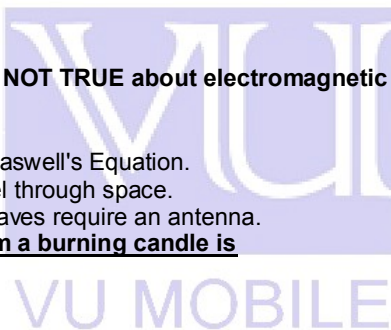 NOT TRUE about electromagnetic
aswell's Equation.
el through space.
aves require an antenna.
m a burning candle is
VU MOBILE